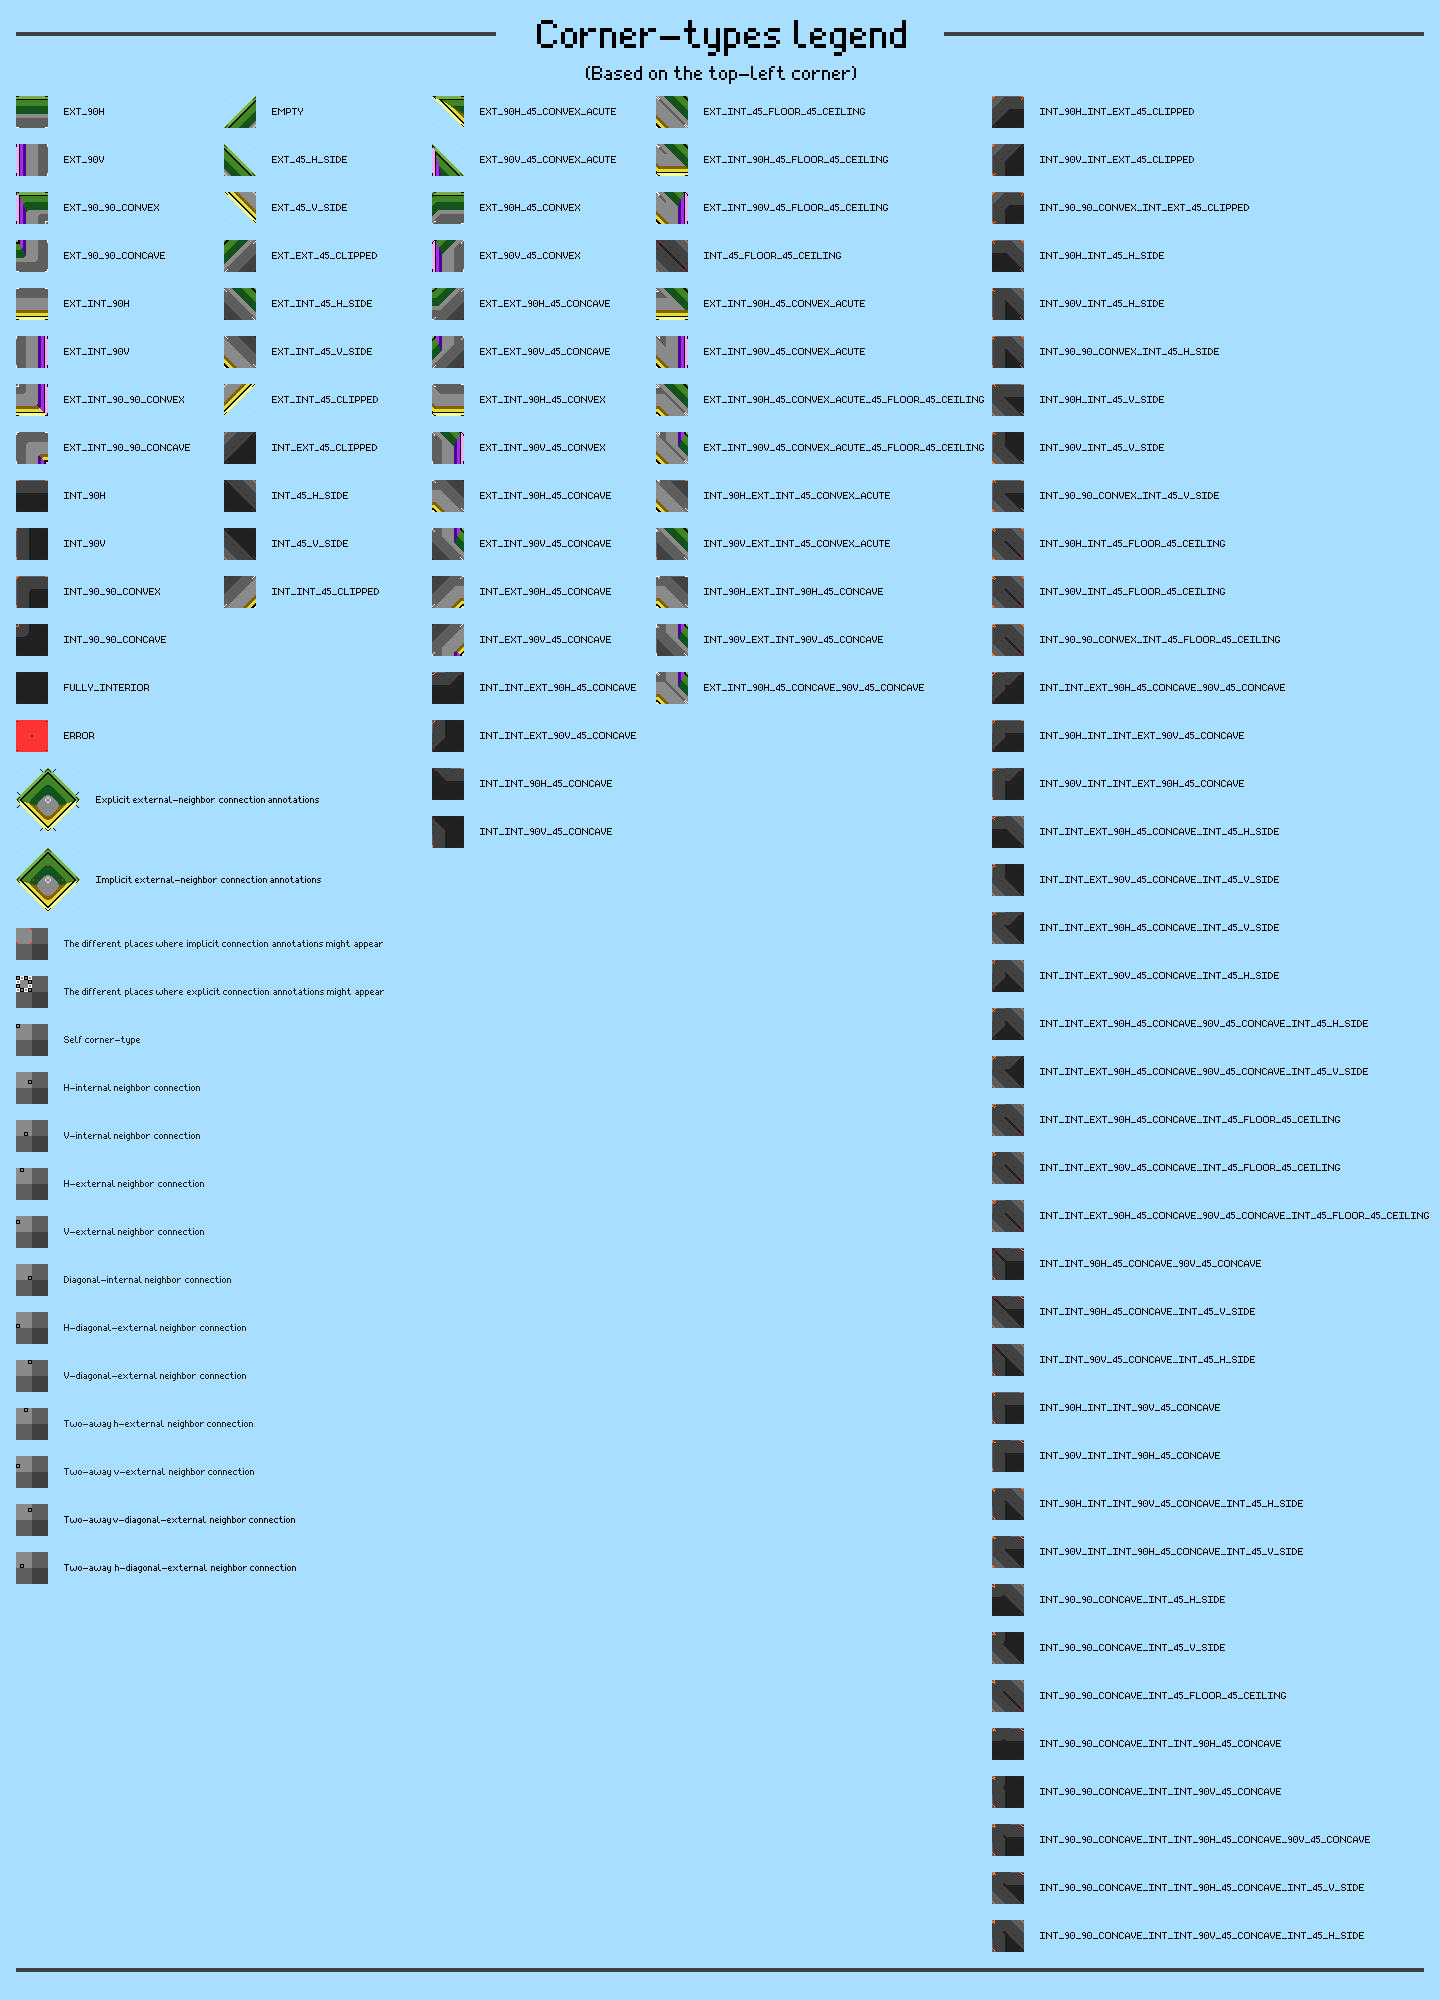 Corner-types legend
(Based on the top-left corner)
EXT_90H
EXT_90V
EXT_90_90_CONVEX
EXT_90_90_CONCAVE
EXT_INT_90H
EXT_INT_90V
EXT_INT_90_90_CONVEX
EXT_INT_90_90_CONCAVE
INT_90H
INT_90V
INT_90_90_CONVEX
INT_90_90_CONCAVE
FULLY_INTERIOR
ERROR
Explicit external-neighbor connection annotations
Implicit external-neighbor connection annotations
The different places where implicit connection annotations might appear
The different places where explicit connection annotations might appear
Self corner-type
H-internal neighbor connection
V-internal neighbor connection
H-external neighbor connection
V-external neighbor connection
Diagonal-internal neighbor connection
H-diagonal-external neighbor connection
V-diagonal-external neighbor connection
Two-away h-external neighbor connection
Two-away v-external neighbor connection
Two-away v-diagonal-external neighbor connection
Two-away h-diagonal-external neighbor connection
EMPTY
EXT_45_H_SIDE
EXT_45_V_SIDE
EXT_EXT_45_CLIPPED
EXT_INT_45_H_SIDE
EXT_INT_45_V_SIDE
EXT_INT_45_CLIPPED
INT_EXT_45_CLIPPED
INT_45_H_SIDE
INT_45_V_SIDE
INT_INT_45_CLIPPED
EXT_90H_45_CONVEX_ACUTE
EXT_90V_45_CONVEX_ACUTE
EXT_90H_45_CONVEX
EXT_90V_45_CONVEX
EXT_EXT_90H_45_CONCAVE
EXT_EXT_90V_45_CONCAVE
EXT_INT_90H_45_CONVEX
EXT_INT_90V_45_CONVEX
EXT_INT_90H_45_CONCAVE
EXT_INT_90V_45_CONCAVE
INT_EXT_90H_45_CONCAVE
INT_EXT_90V_45_CONCAVE
INT_INT_EXT_90H_45_CONCAVE
INT_INT_EXT_90V_45_CONCAVE
INT_INT_90H_45_CONCAVE
INT_INT_90V_45_CONCAVE
EXT_INT_45_FLOOR_45_CEILING
EXT_INT_90H_45_FLOOR_45_CEILING
EXT_INT_90V_45_FLOOR_45_CEILING
INT_45_FLOOR_45_CEILING
EXT_INT_90H_45_CONVEX_ACUTE
EXT_INT_90V_45_CONVEX_ACUTE
EXT_INT_90H_45_CONVEX_ACUTE_45_FLOOR_45_CEILING
EXT_INT_90V_45_CONVEX_ACUTE_45_FLOOR_45_CEILING
INT_90H_EXT_INT_45_CONVEX_ACUTE
INT_90V_EXT_INT_45_CONVEX_ACUTE
INT_90H_EXT_INT_90H_45_CONCAVE
INT_90V_EXT_INT_90V_45_CONCAVE
EXT_INT_90H_45_CONCAVE_90V_45_CONCAVE
INT_90H_INT_EXT_45_CLIPPED
INT_90V_INT_EXT_45_CLIPPED
INT_90_90_CONVEX_INT_EXT_45_CLIPPED
INT_90H_INT_45_H_SIDE
INT_90V_INT_45_H_SIDE
INT_90_90_CONVEX_INT_45_H_SIDE
INT_90H_INT_45_V_SIDE
INT_90V_INT_45_V_SIDE
INT_90_90_CONVEX_INT_45_V_SIDE
INT_90H_INT_45_FLOOR_45_CEILING
INT_90V_INT_45_FLOOR_45_CEILING
INT_90_90_CONVEX_INT_45_FLOOR_45_CEILING
INT_INT_EXT_90H_45_CONCAVE_90V_45_CONCAVE
INT_90H_INT_INT_EXT_90V_45_CONCAVE
INT_90V_INT_INT_EXT_90H_45_CONCAVE
INT_INT_EXT_90H_45_CONCAVE_INT_45_H_SIDE
INT_INT_EXT_90V_45_CONCAVE_INT_45_V_SIDE
INT_INT_EXT_90H_45_CONCAVE_INT_45_V_SIDE
INT_INT_EXT_90V_45_CONCAVE_INT_45_H_SIDE
INT_INT_EXT_90H_45_CONCAVE_90V_45_CONCAVE_INT_45_H_SIDE
INT_INT_EXT_90H_45_CONCAVE_90V_45_CONCAVE_INT_45_V_SIDE
INT_INT_EXT_90H_45_CONCAVE_INT_45_FLOOR_45_CEILING
INT_INT_EXT_90V_45_CONCAVE_INT_45_FLOOR_45_CEILING
INT_INT_EXT_90H_45_CONCAVE_90V_45_CONCAVE_INT_45_FLOOR_45_CEILING
INT_INT_90H_45_CONCAVE_90V_45_CONCAVE
INT_INT_90H_45_CONCAVE_INT_45_V_SIDE
INT_INT_90V_45_CONCAVE_INT_45_H_SIDE
INT_90H_INT_INT_90V_45_CONCAVE
INT_90V_INT_INT_90H_45_CONCAVE
INT_90H_INT_INT_90V_45_CONCAVE_INT_45_H_SIDE
INT_90V_INT_INT_90H_45_CONCAVE_INT_45_V_SIDE
INT_90_90_CONCAVE_INT_45_H_SIDE
INT_90_90_CONCAVE_INT_45_V_SIDE
INT_90_90_CONCAVE_INT_45_FLOOR_45_CEILING
INT_90_90_CONCAVE_INT_INT_90H_45_CONCAVE
INT_90_90_CONCAVE_INT_INT_90V_45_CONCAVE
INT_90_90_CONCAVE_INT_INT_90H_45_CONCAVE_90V_45_CONCAVE
INT_90_90_CONCAVE_INT_INT_90H_45_CONCAVE_INT_45_V_SIDE
INT_90_90_CONCAVE_INT_INT_90V_45_CONCAVE_INT_45_H_SIDE